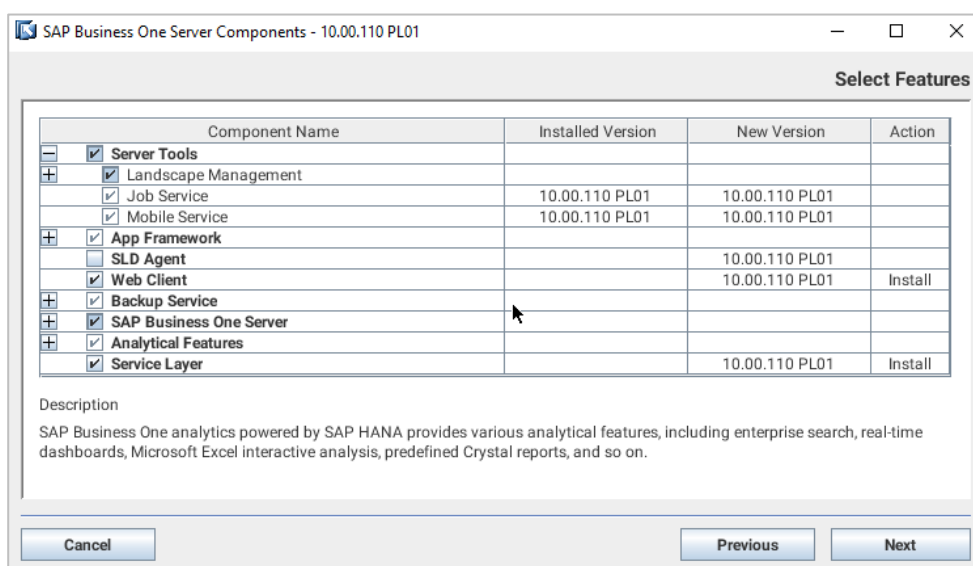 SAP Business One Server Components - 10.00.110 PL01
Select Features
Component Name Installed Version New Version Action
Server Tools
Landscape Management
Job Service 10.00.110 PL01 10.00.110 PL01
Mobile Service 10.00.110 PL01 10.00.110 PL01
App Framework
SLD Agent 10.00.110 PL01
Web Client 10.00.110 PL01 Install
Backup Service
SAP Business One Server
Analytical Features
Service Layer 10.00.110 PL01 Install
Description
SAP Business One analytics powered by SAP HANA provides various analytical features, including enterprise search, real-time
dashboards, Microsoft Excel interactive analysis, predefined Crystal reports, and so on.
Cancel Previous Next